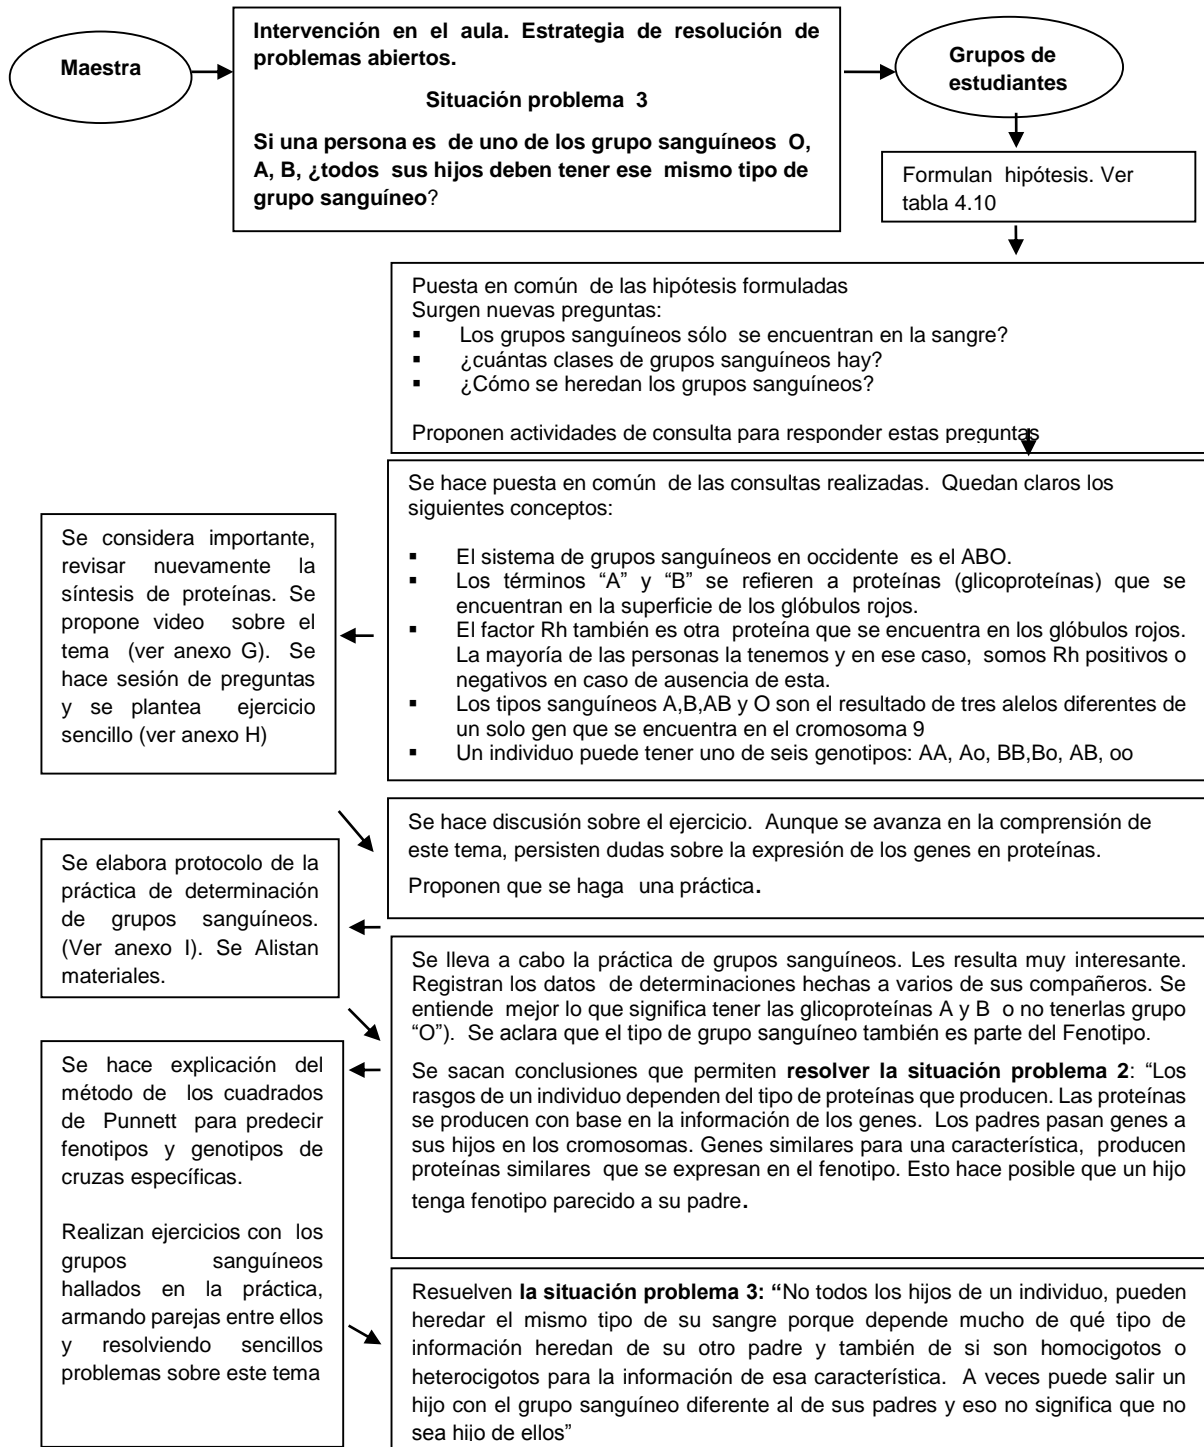 Maestra
Intervención en el aula. Estrategia de resolución de
problemas abiertos.
Situación problema 3
Si una persona es de uno de los grupo sanguíneos O,
A, B, ¿todos sus hijos deben tener ese mismo tipo de
grupo sanguíneo?
Grupos de
estudiantes
Formulan hipótesis. Ver
tabla 4.10
Puesta en común de las hipótesis formuladas
Surgen nuevas preguntas:
▪ Los grupos sanguíneos sólo se encuentran en la sangre?
▪ ¿cuántas clases de grupos sanguíneos hay?
▪ ¿Cómo se heredan los grupos sanguíneos?
Proponen actividades de consulta para responder estas preguntas
Se hace puesta en común de las consultas realizadas. Quedan claros los
siguientes conceptos:
▪ El sistema de grupos sanguíneos en occidente es el ABO.
▪ Los términos “A” y “B” se refieren a proteínas (glicoproteínas) que se
encuentran en la superficie de los glóbulos rojos.
▪ El factor Rh también es otra proteína que se encuentra en los glóbulos rojos.
La mayoría de las personas la tenemos y en ese caso, somos Rh positivos o
negativos en caso de ausencia de esta.
▪ Los tipos sanguíneos A,B,AB y O son el resultado de tres alelos diferentes de
un solo gen que se encuentra en el cromosoma 9
▪ Un individuo puede tener uno de seis genotipos: AA, Ao, BB,Bo, AB, oo
Se considera importante,
revisar nuevamente la
síntesis de proteínas. Se
propone video sobre el
tema (ver anexo G). Se
hace sesión de preguntas
y se plantea ejercicio
sencillo (ver anexo H)
Se hace discusión sobre el ejercicio. Aunque se avanza en la comprensión de
este tema, persisten dudas sobre la expresión de los genes en proteínas.
Proponen que se haga una práctica.
Se elabora protocolo de la
práctica de determinación
de grupos sanguíneos.
(Ver anexo I). Se Alistan
materiales.
Se lleva a cabo la práctica de grupos sanguíneos. Les resulta muy interesante.
Registran los datos de determinaciones hechas a varios de sus compañeros. Se
entiende mejor lo que significa tener las glicoproteínas A y B o no tenerlas grupo
“O”). Se aclara que el tipo de grupo sanguíneo también es parte del Fenotipo.
Se sacan conclusiones que permiten resolver la situación problema 2: “Los
rasgos de un individuo dependen del tipo de proteínas que producen. Las proteínas
se producen con base en la información de los genes. Los padres pasan genes a
sus hijos en los cromosomas. Genes similares para una característica, producen
proteínas similares que se expresan en el fenotipo. Esto hace posible que un hijo
tenga fenotipo parecido a su padre.
Se hace explicación del
método de los cuadrados
de Punnett para predecir
fenotipos y genotipos de
cruzas específicas.
Realizan ejercicios con los
grupos sanguíneos
hallados en la práctica,
armando parejas entre ellos
y resolviendo sencillos
problemas sobre este tema
Resuelven la situación problema 3: “No todos los hijos de un individuo, pueden
heredar el mismo tipo de su sangre porque depende mucho de qué tipo de
información heredan de su otro padre y también de si son homocigotos o
heterocigotos para la información de esa característica. A veces puede salir un
hijo con el grupo sanguíneo diferente al de sus padres y eso no significa que no
sea hijo de ellos”